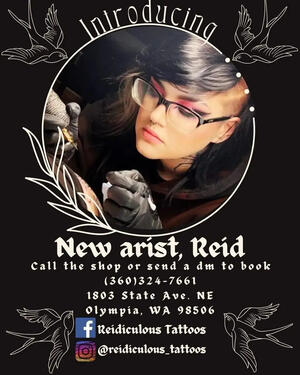 Introducing
New arist, Reid
Call the shop or send a dm to book
(360)324-7661
1803 State Ave. NE
Olympia, WA 98506
Reidiculous Tattoos
@reidiculous_tattoos